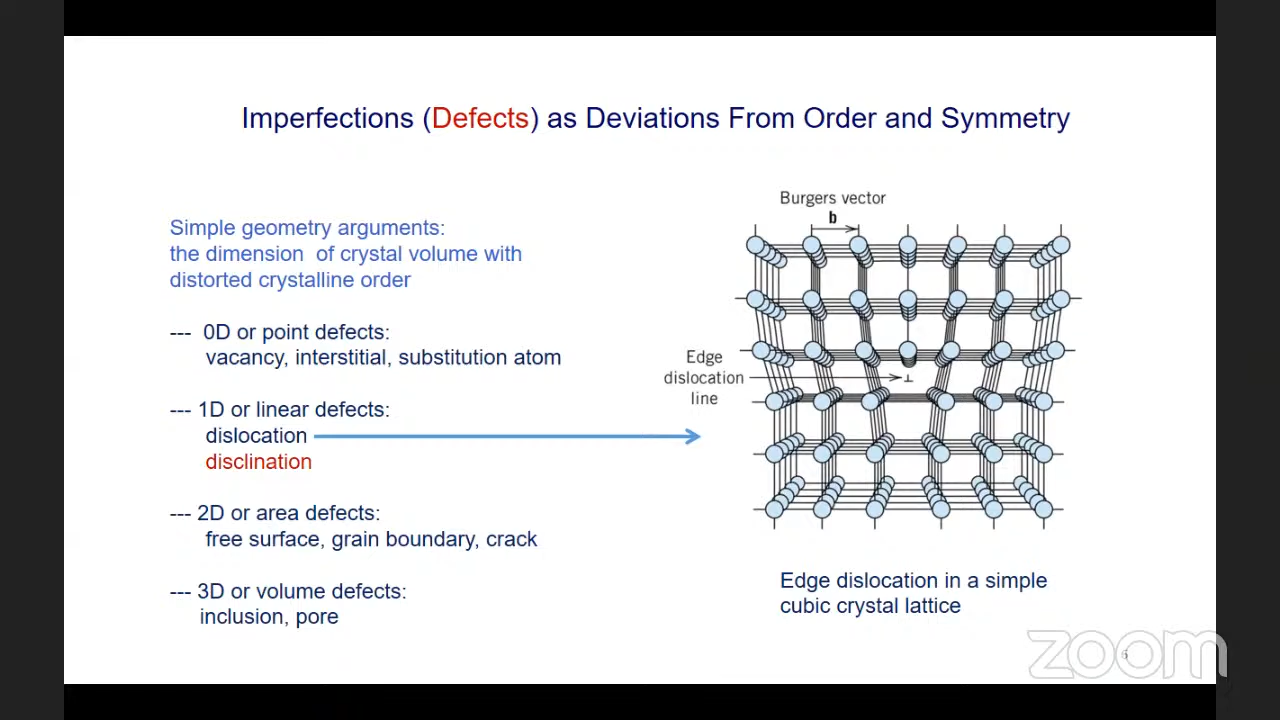 Imperfections (Defects) as Deviations From Order and Symmetry
Simple geometry arguments:
the dimension of crystal volume with
distorted crystalline order
--- 0D or point defects:
vacancy, interstitial, substitution atom
--- 1D or linear defects:
dislocation
disclination
--- 2D or area defects:
free surface, grain boundary, crack
--- 3D or volume defects:
inclusion, pore
Burgers vector
b
Edge
dislocation
line
⊥
Edge dislocation in a simple
cubic crystal lattice
5
zoom